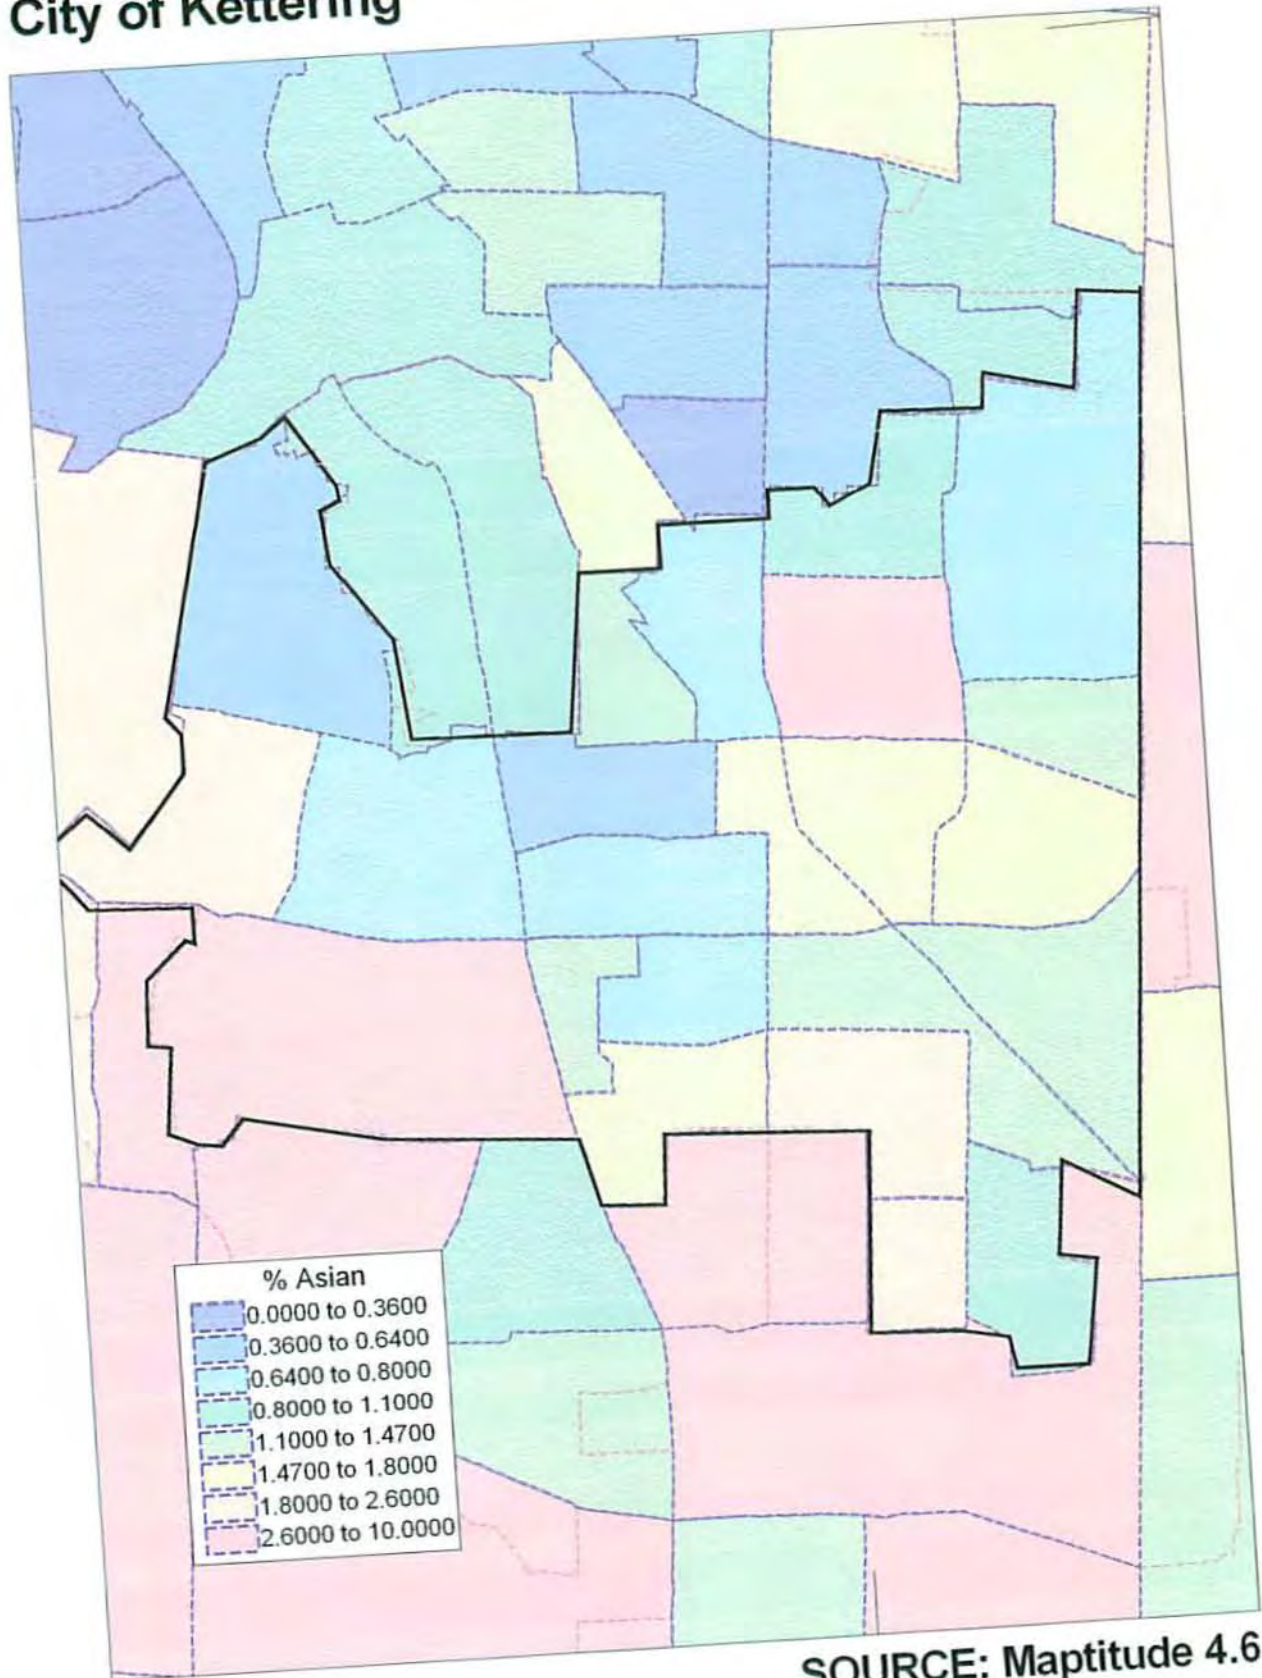 City of Kettering
% Asian
0.0000 to 0.3600
0.3600 to 0.6400
0.6400 to 0.8000
0.8000 to 1.1000
1.1000 to 1.4700
1.4700 to 1.8000
1.8000 to 2.6000
2.6000 to 10.0000
SOURCE: Maptitude 4.6